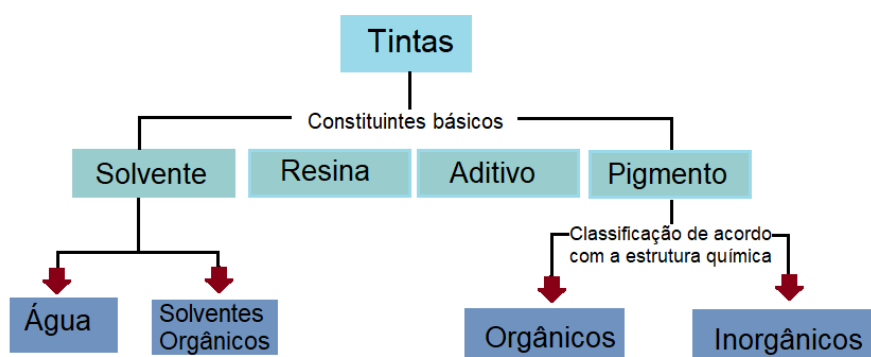 Tintas
Constituintes básicos
Solvente
Resina
Aditivo
Pigmento
Classificação de acordo
com a estrutura química
Água
Solventes
Orgânicos
Orgânicos
Inorgânicos